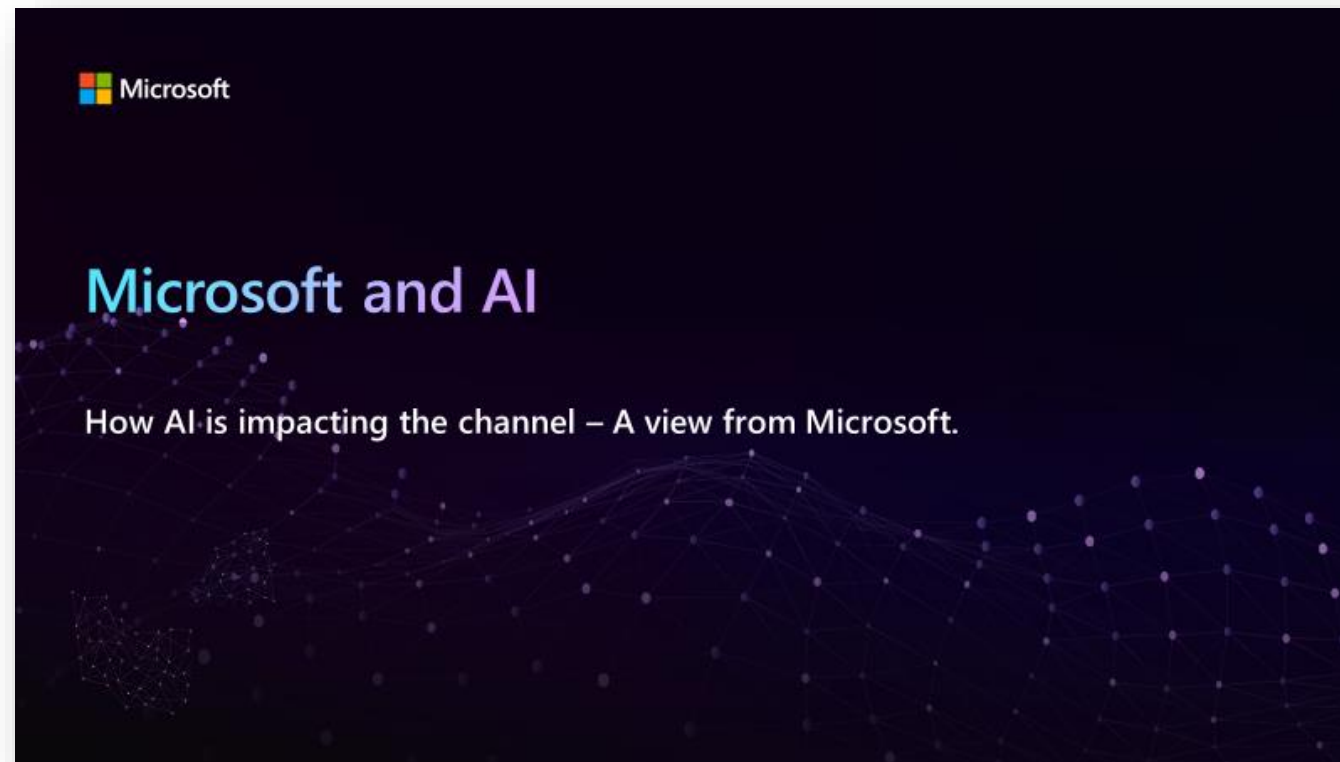 Microsoft
Microsoft and AI
How AI is impacting the channel – A view from Microsoft.